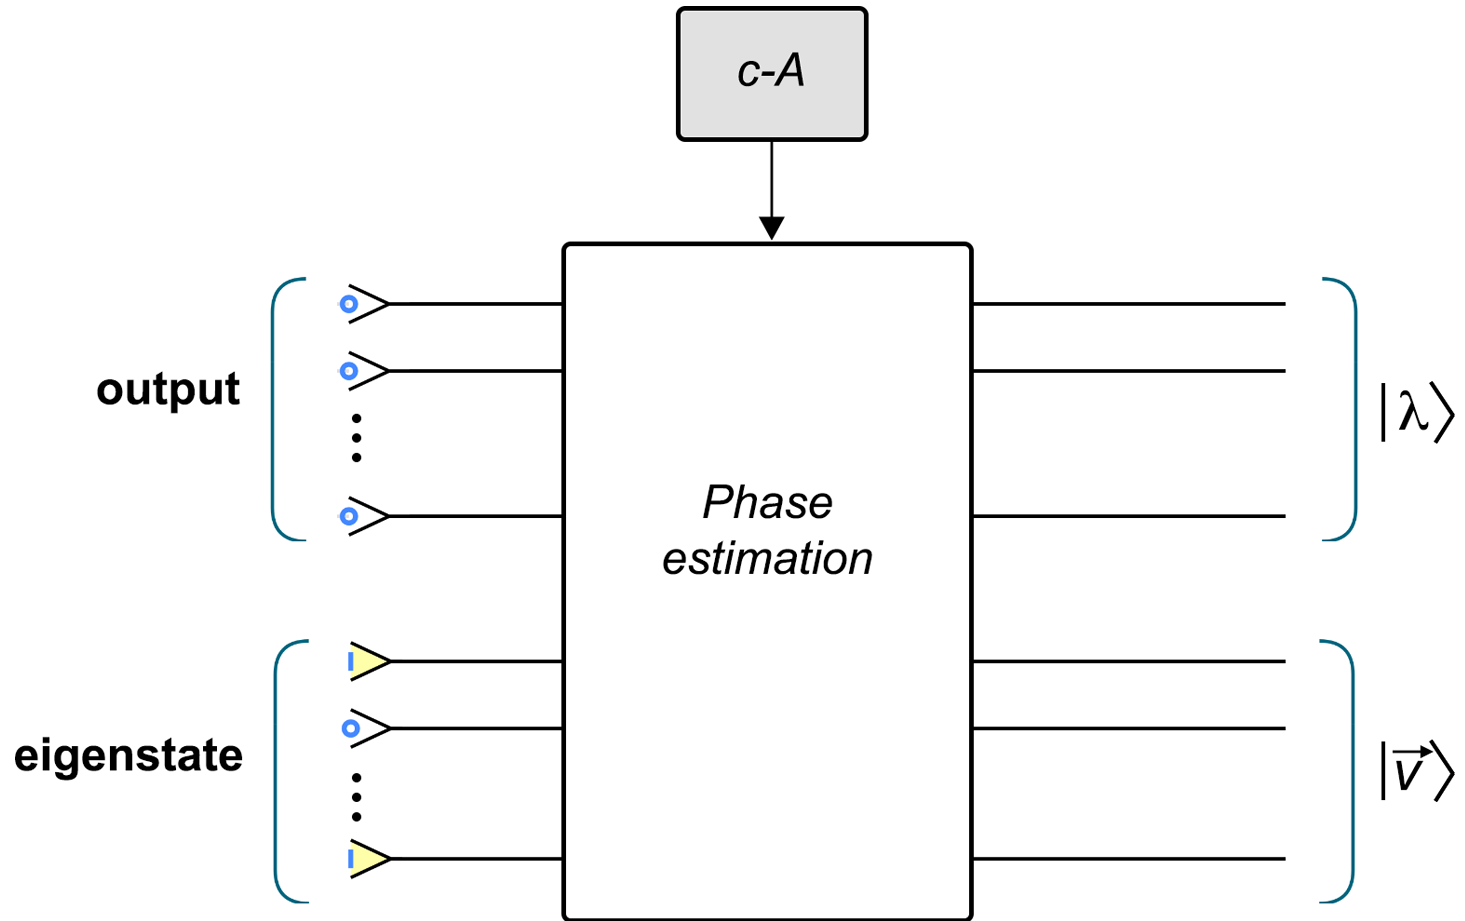 c-A
output
Phase
estimation
|λ⟩
eigenstate
|v⃗⟩